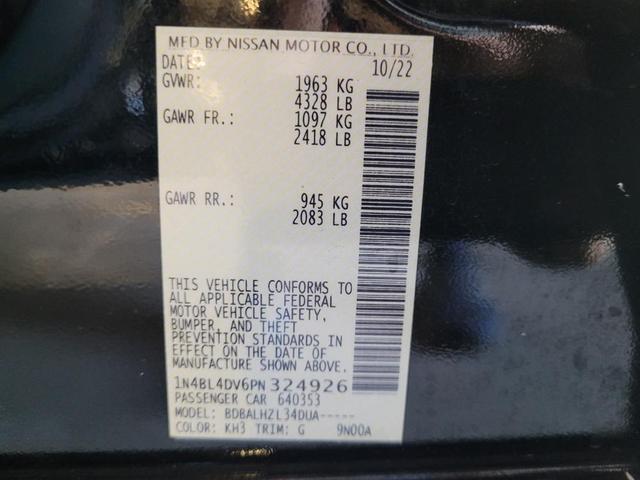 MFD BY NISSAN MOTOR CO., LTD.
DATE: 10/22
GVWR: 1963 KG
4328 LB
GAWR FR.: 1097 KG
2418 LB
GAWR RR.: 945 KG
2083 LB
THIS VEHICLE CONFORMS TO
ALL APPLICABLE FEDERAL
MOTOR VEHICLE SAFETY,
BUMPER, AND THEFT
PREVENTION STANDARDS IN
EFFECT ON THE DATE OF
MANUFACTURE SHOWN ABOVE.
1N4BL4DV6PN324926
PASSENGER CAR 640353
MODEL: BDBALHZL34DUA-----
COLOR: KH3 TRIM: G 9N00A